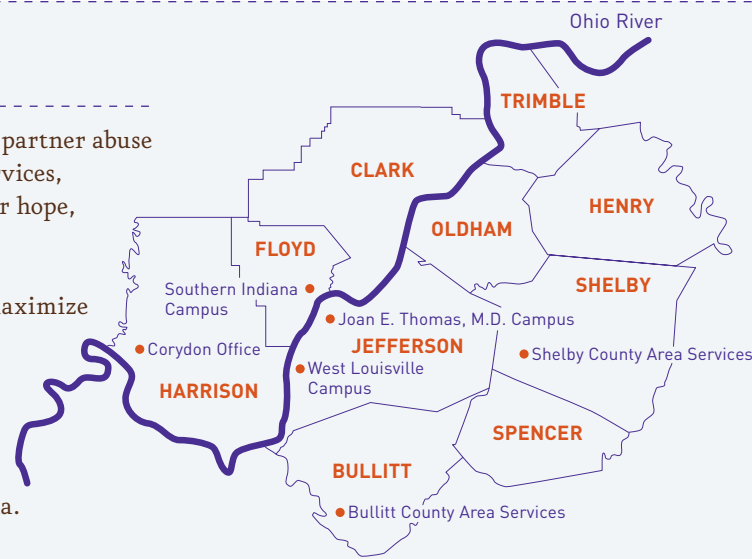 partner abuse
vices,
r hope,
aximize
a.
Ohio River
TRIMBLE
CLARK
HENRY
OLDHAM
FLOYD
SHELBY
Southern Indiana
Campus
Joan E. Thomas, M.D. Campus
JEFFERSON
Corydon Office
Shelby County Area Services
West Louisville
Campus
HARRISON
SPENCER
BULLITT
Bullitt County Area Services